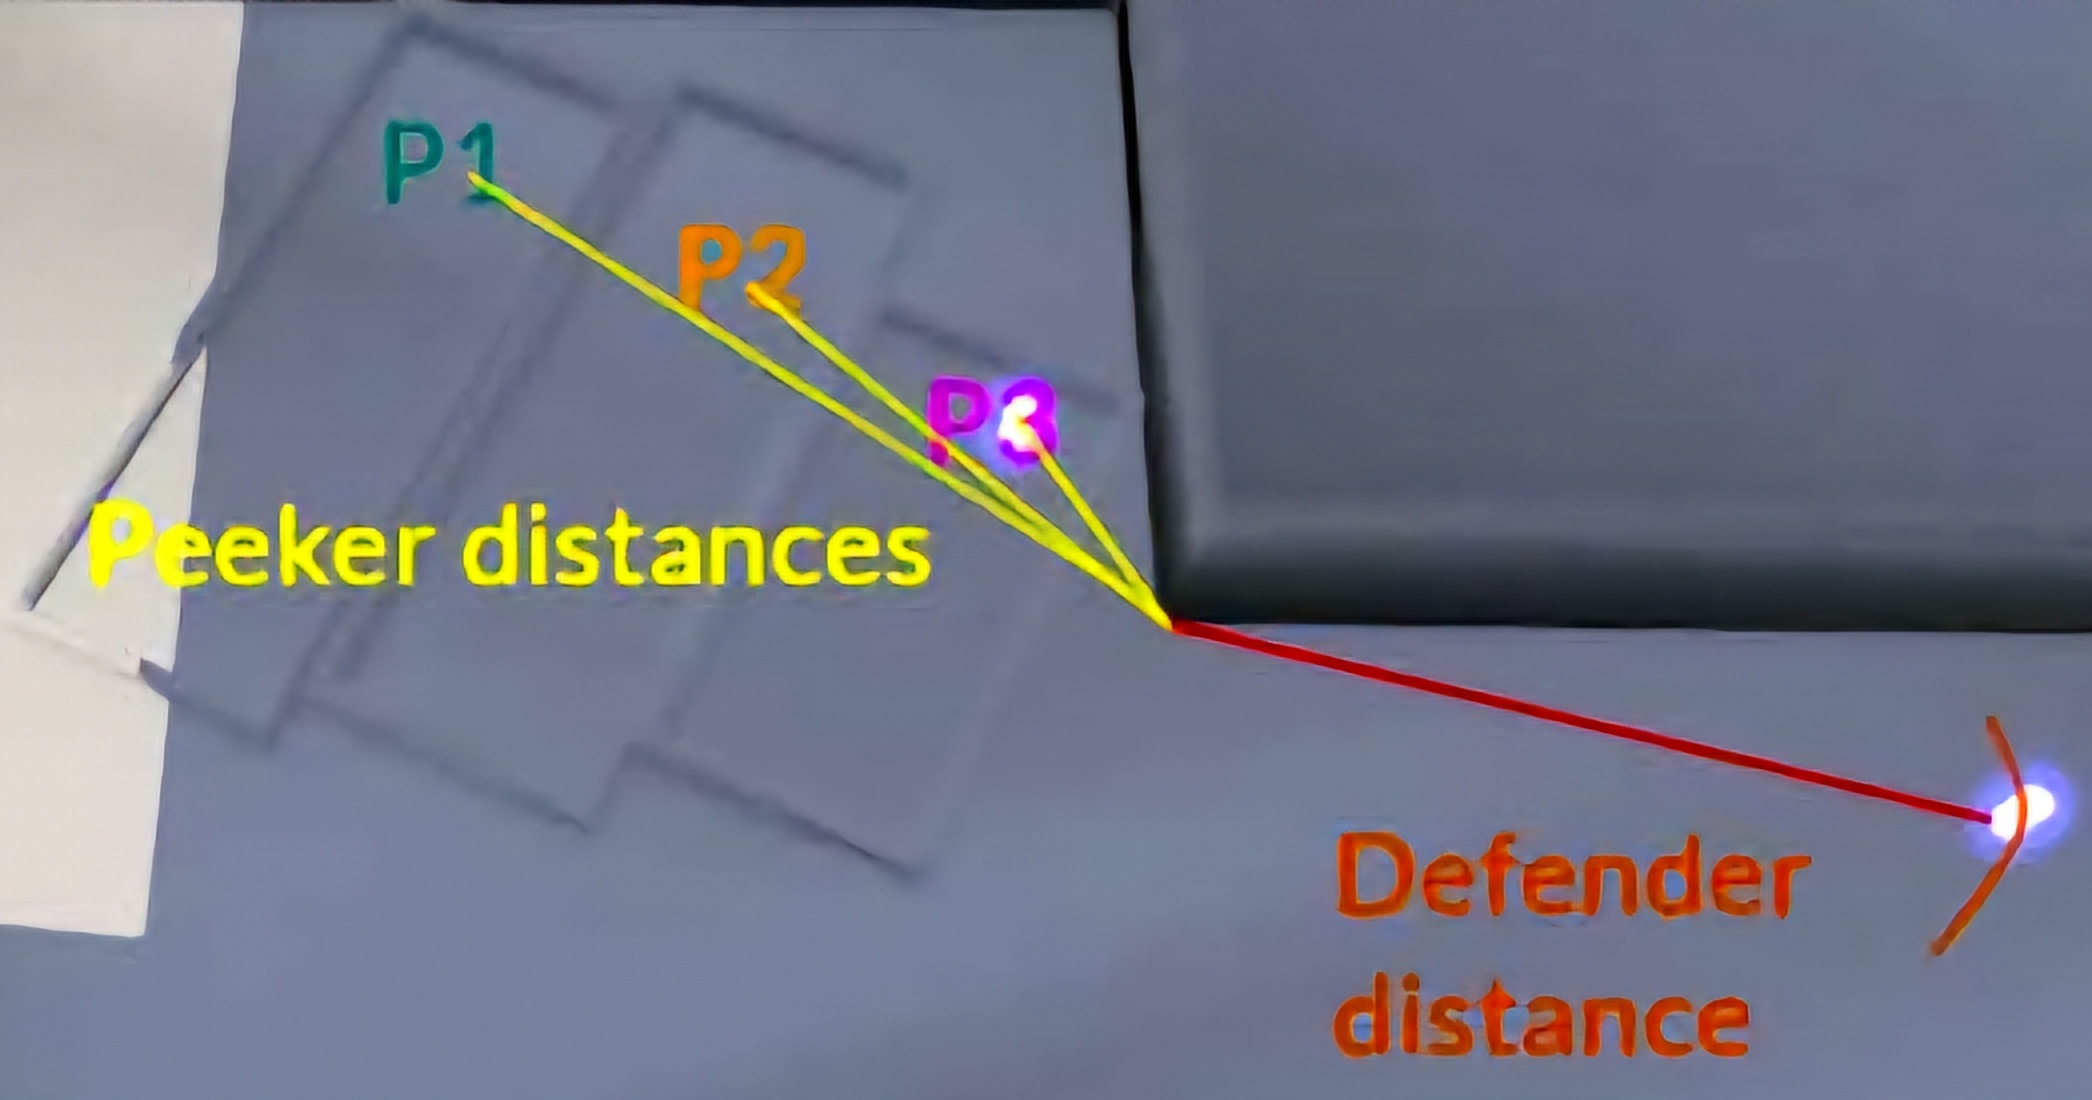 P1
P2
P3
Peeker distances
Defender
distance